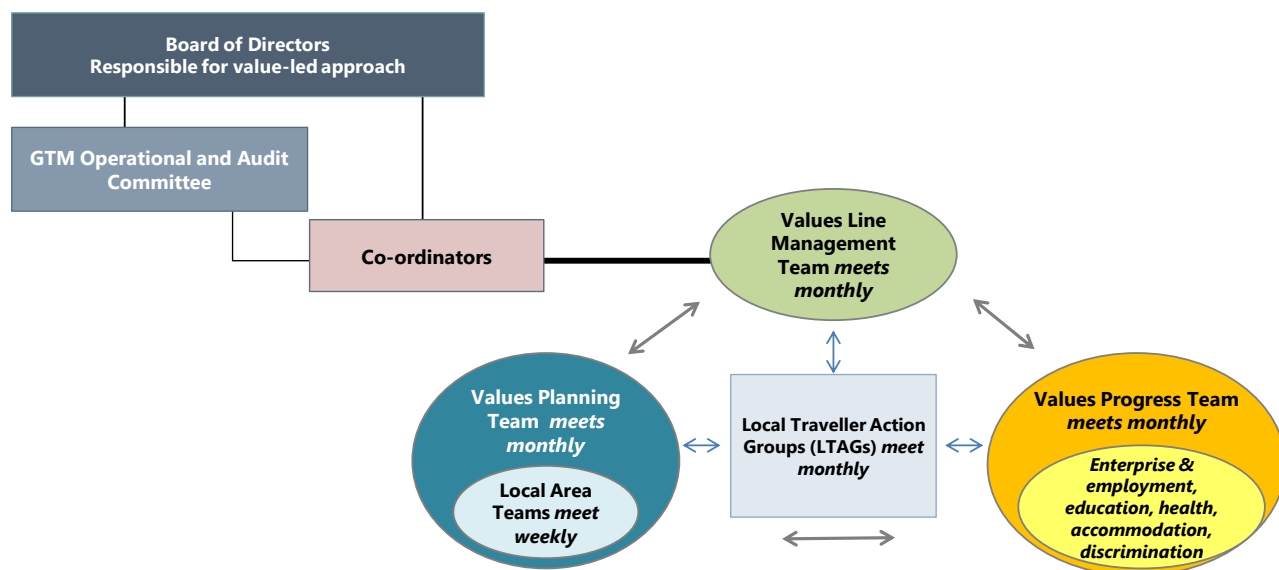 Board of Directors
Responsible for value-led approach
GTM Operational and Audit
Committee
Co-ordinators
Values Line
Management
Team meets
monthly
Values Planning
Team meets
monthly
Local Area
Teams meet
weekly
Local Traveller Action
Groups (LTAGs) meet
monthly
Values Progress Team
meets monthly
Enterprise &
employment,
education, health,
accommodation,
discrimination